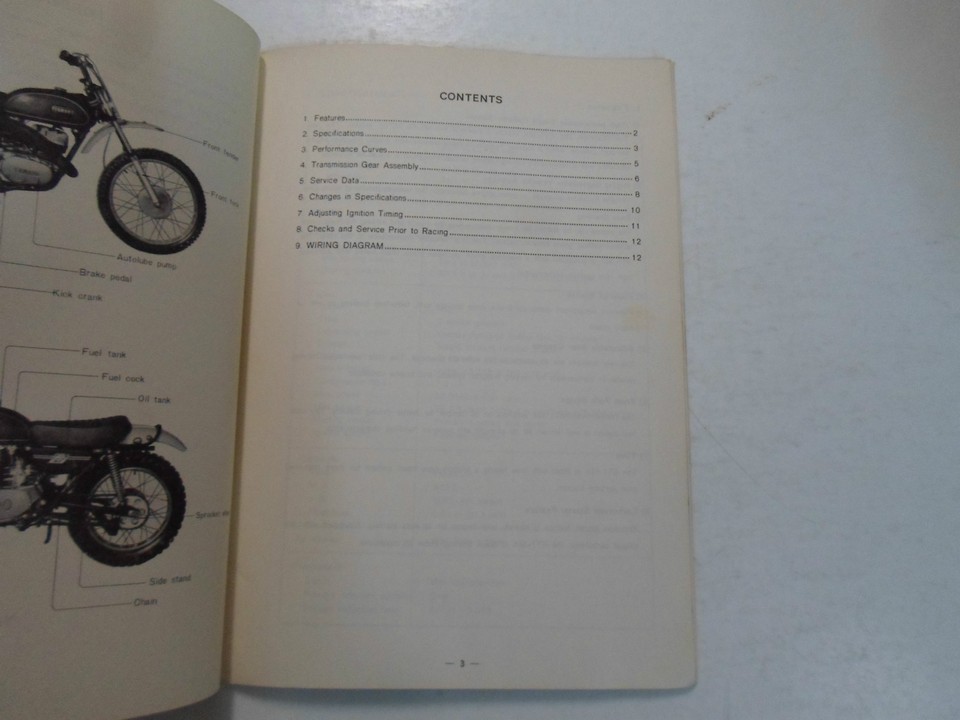 YAMAHA
YAMAHA
Front fender
Front fork
Autolube pump
Brake pedal
Kick crank
Fuel tank
Fuel cock
Oil tank
Sprocket
Side stand
Chain
CONTENTS
1. Features 2
2. Specifications 3
3. Performance Curves 5
4. Transmission Gear Assembly 6
5. Service Data 8
6. Changes in Specifications 10
7. Adjusting Ignition Timing 11
8. Checks and Service Prior to Racing 12
9. WIRING DIAGRAM 12
— 3 —